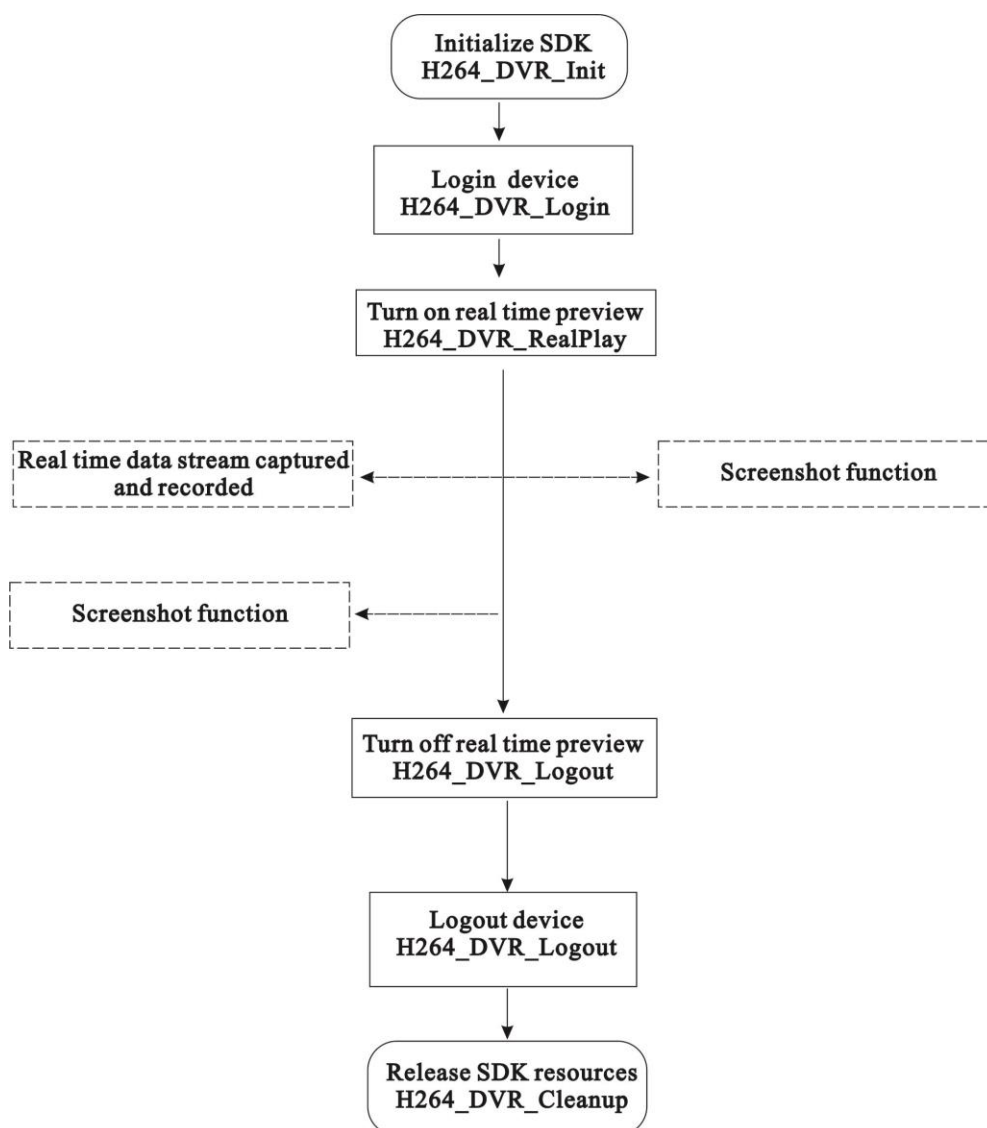 Initialize SDK
H264_DVR_Init
Login device
H264_DVR_Login
Turn on real time preview
H264_DVR_RealPlay
Real time data stream captured
and recorded
Screenshot function
Screenshot function
Turn off real time preview
H264_DVR_Logout
Logout device
H264_DVR_Logout
Release SDK resources
H264_DVR_Cleanup